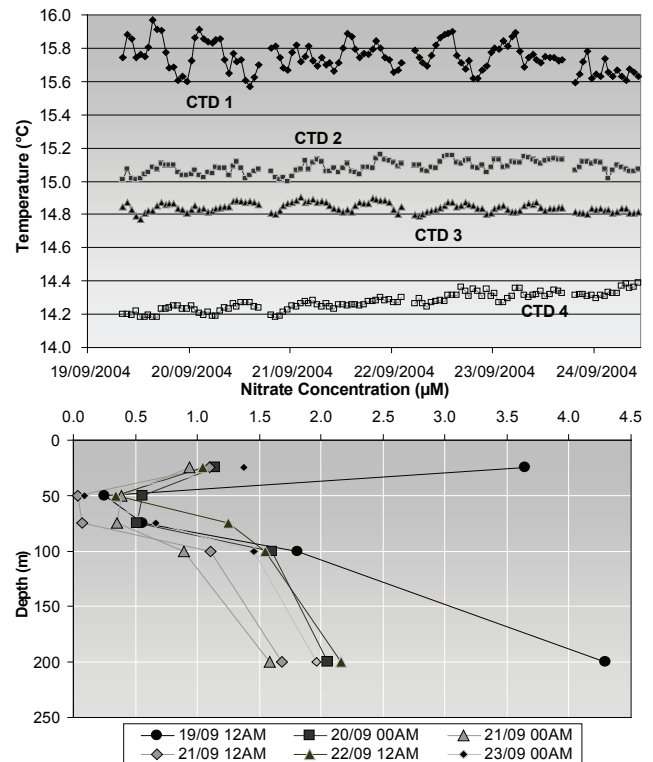 16.0
15.8
15.6
15.4
15.2
15.0
14.8
14.6
14.4
14.2
14.0
Temperature (°C)
CTD 1
CTD 2
CTD 3
CTD 4
19/09/2004 20/09/2004 21/09/2004 22/09/2004 23/09/2004 24/09/2004
Nitrate Concentration (µM)
0.0 0.5 1.0 1.5 2.0 2.5 3.0 3.5 4.0 4.5
0
50
100
150
200
250
Depth (m)
19/09 12AM 20/09 00AM 21/09 00AM
21/09 12AM 22/09 12AM 23/09 00AM